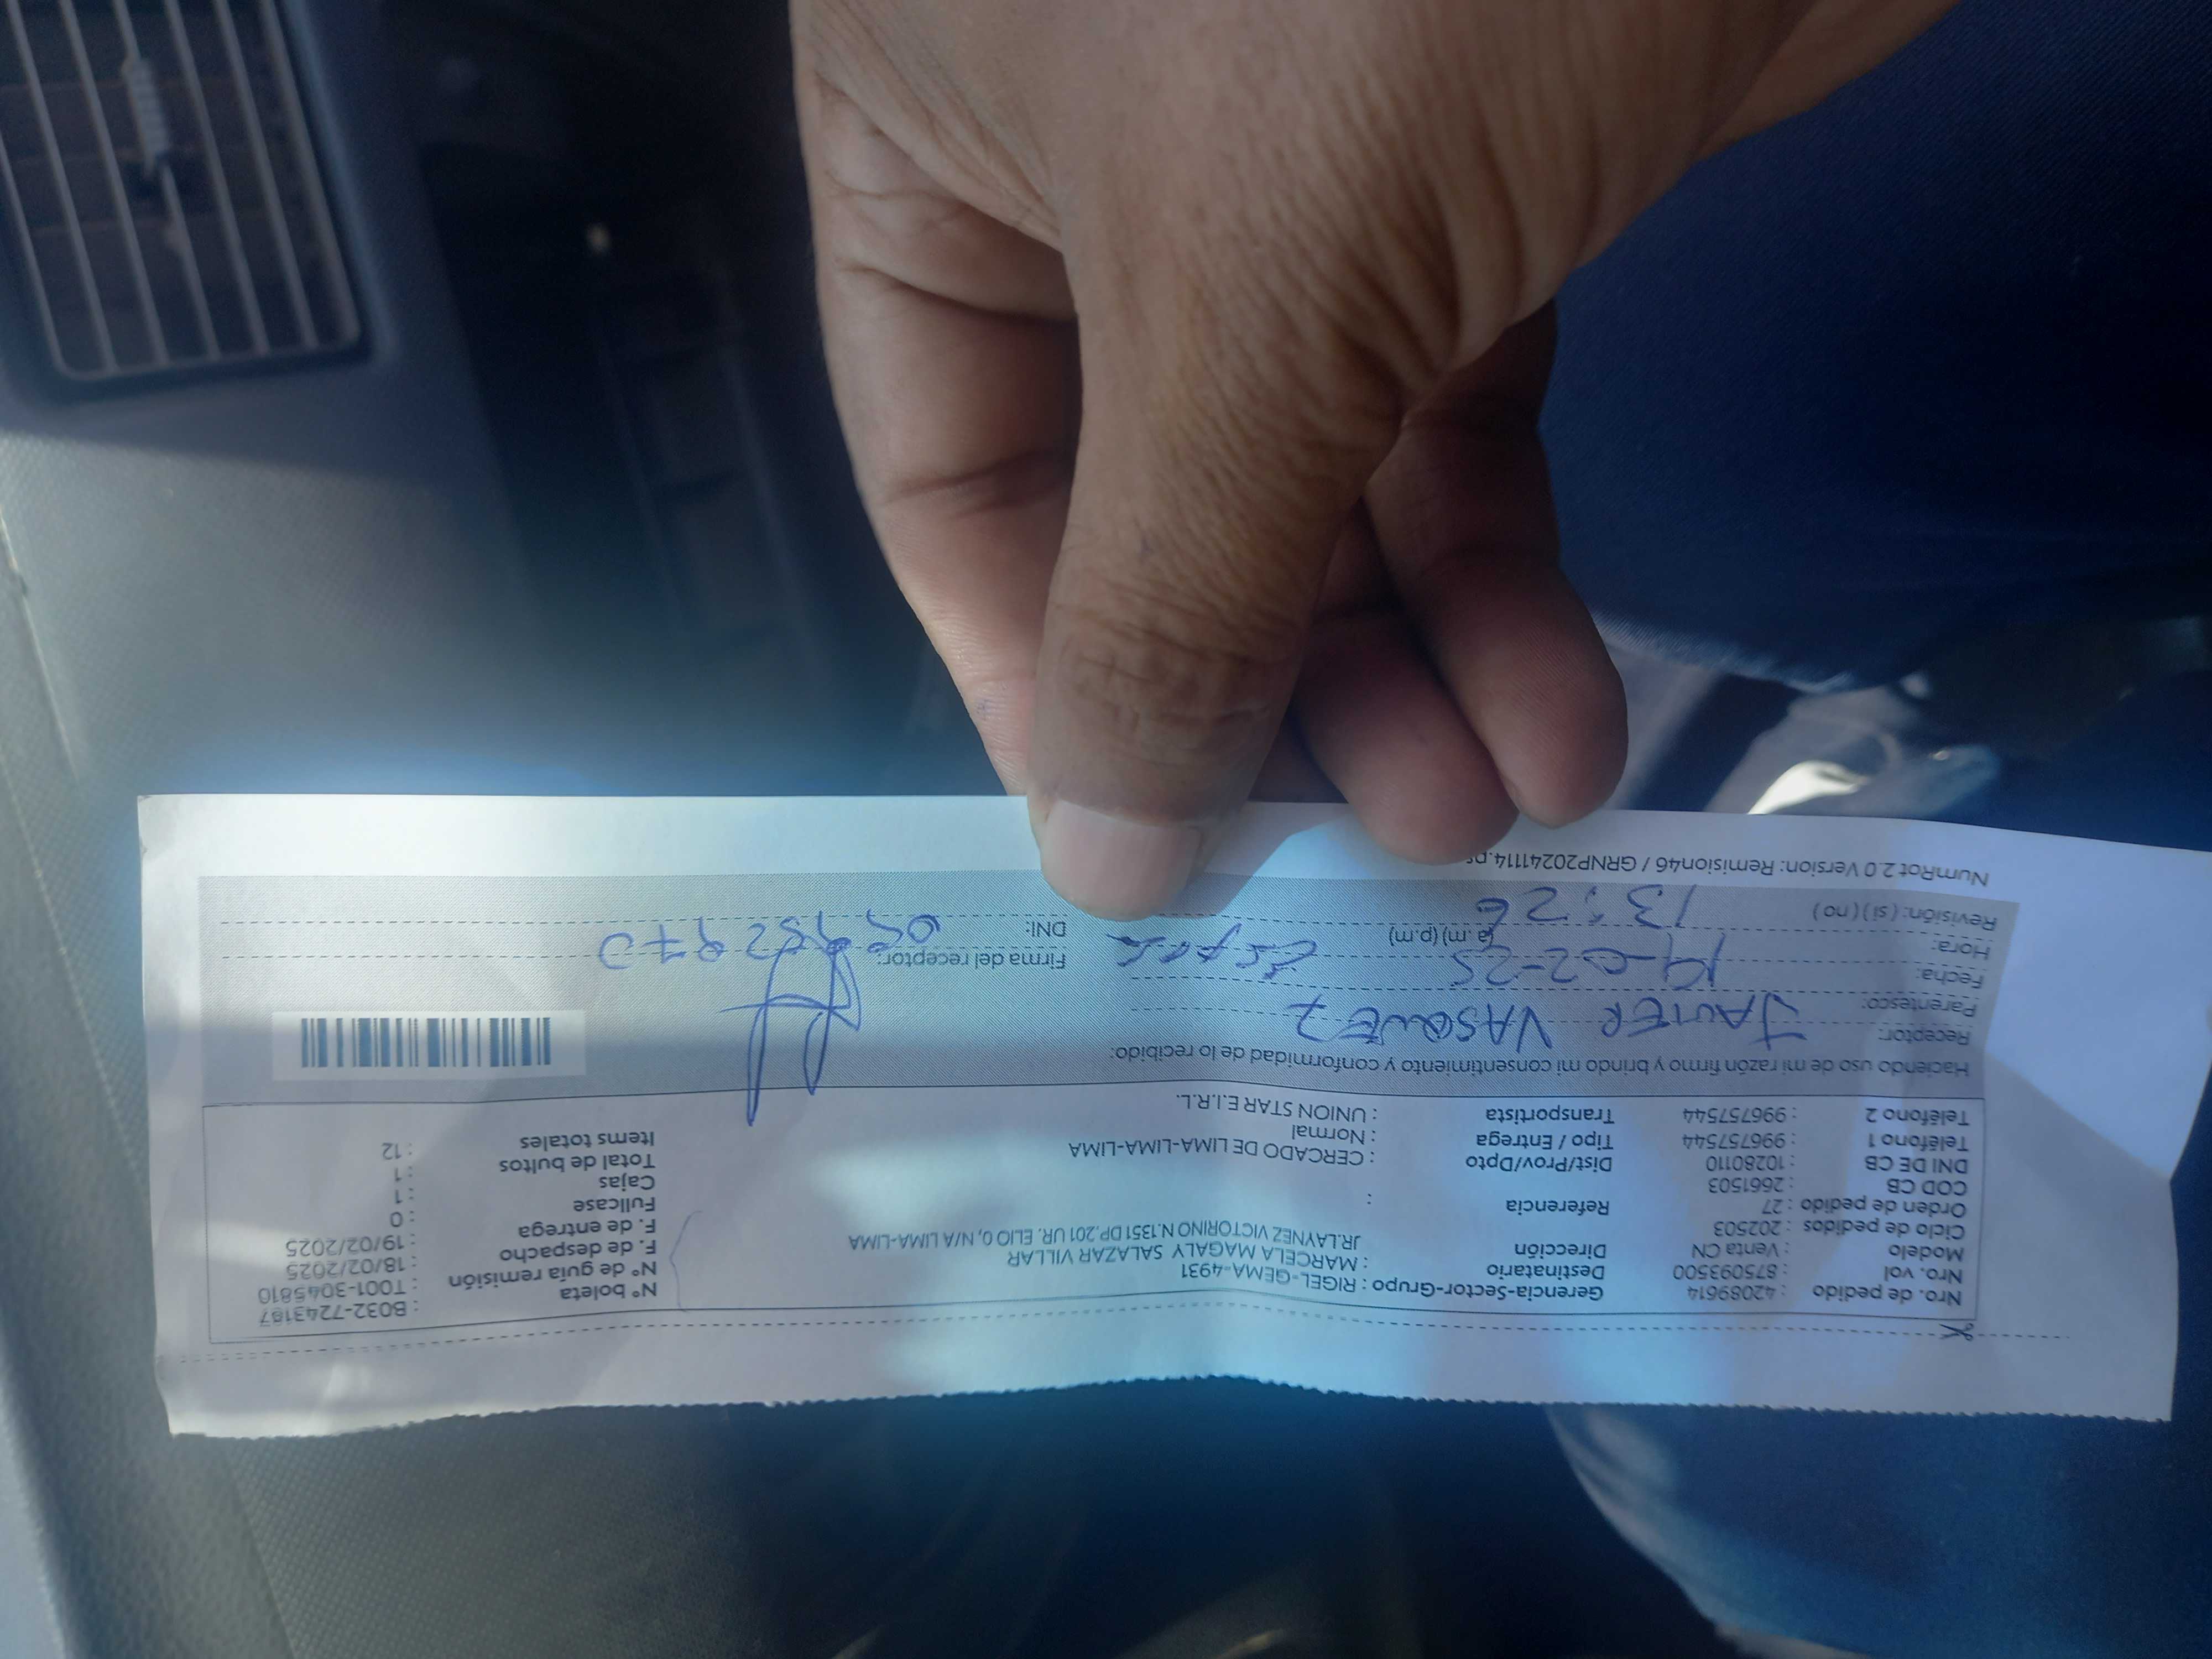 Nro. de pedido : 42089614 Gerencia-Sector-Grupo : RIGEL-GEMA-4931 N° boleta : B032-7243187
Nro. vol : 875093500 Destinatario : MARCELA MAGALY SALAZAR VILLAR N° de guía remisión : T001-3045810
Modelo : Venta CN Dirección JR.LAYNEZ VICTORINO N.1351 DP.201 UR. ELIO 0, N/A LIMA-LIMA F. de despacho : 18/02/2025
Ciclo de pedidos : 202503 F. de entrega : 19/02/2025
Orden de pedido : 27 Referencia : Fullcase : 0
COD CB : 2661503 Cajas : 1
DNI DE CB : 10280110 Dist/Prov/Dpto : CERCADO DE LIMA-LIMA-LIMA Total de bultos : 1
Teléfono 1 : 996757544 Tipo / Entrega : Normal Items totales : 12
Teléfono 2 : 996757544 Transportista : UNION STAR E.I.R.L.
Haciendo uso de mi razón firmo y brindo mi consentimiento y conformidad de lo recibido:
Receptor: JAVIER VASQUEZ
Parentesco:
Fecha: 19-02-25 Firma del receptor:
Hora: (a.m) (p.m) DNI:
Revisión: ( si ) ( no ) 13:26
NumRot 2.0 Version: Remision46 / GRNP20241114.